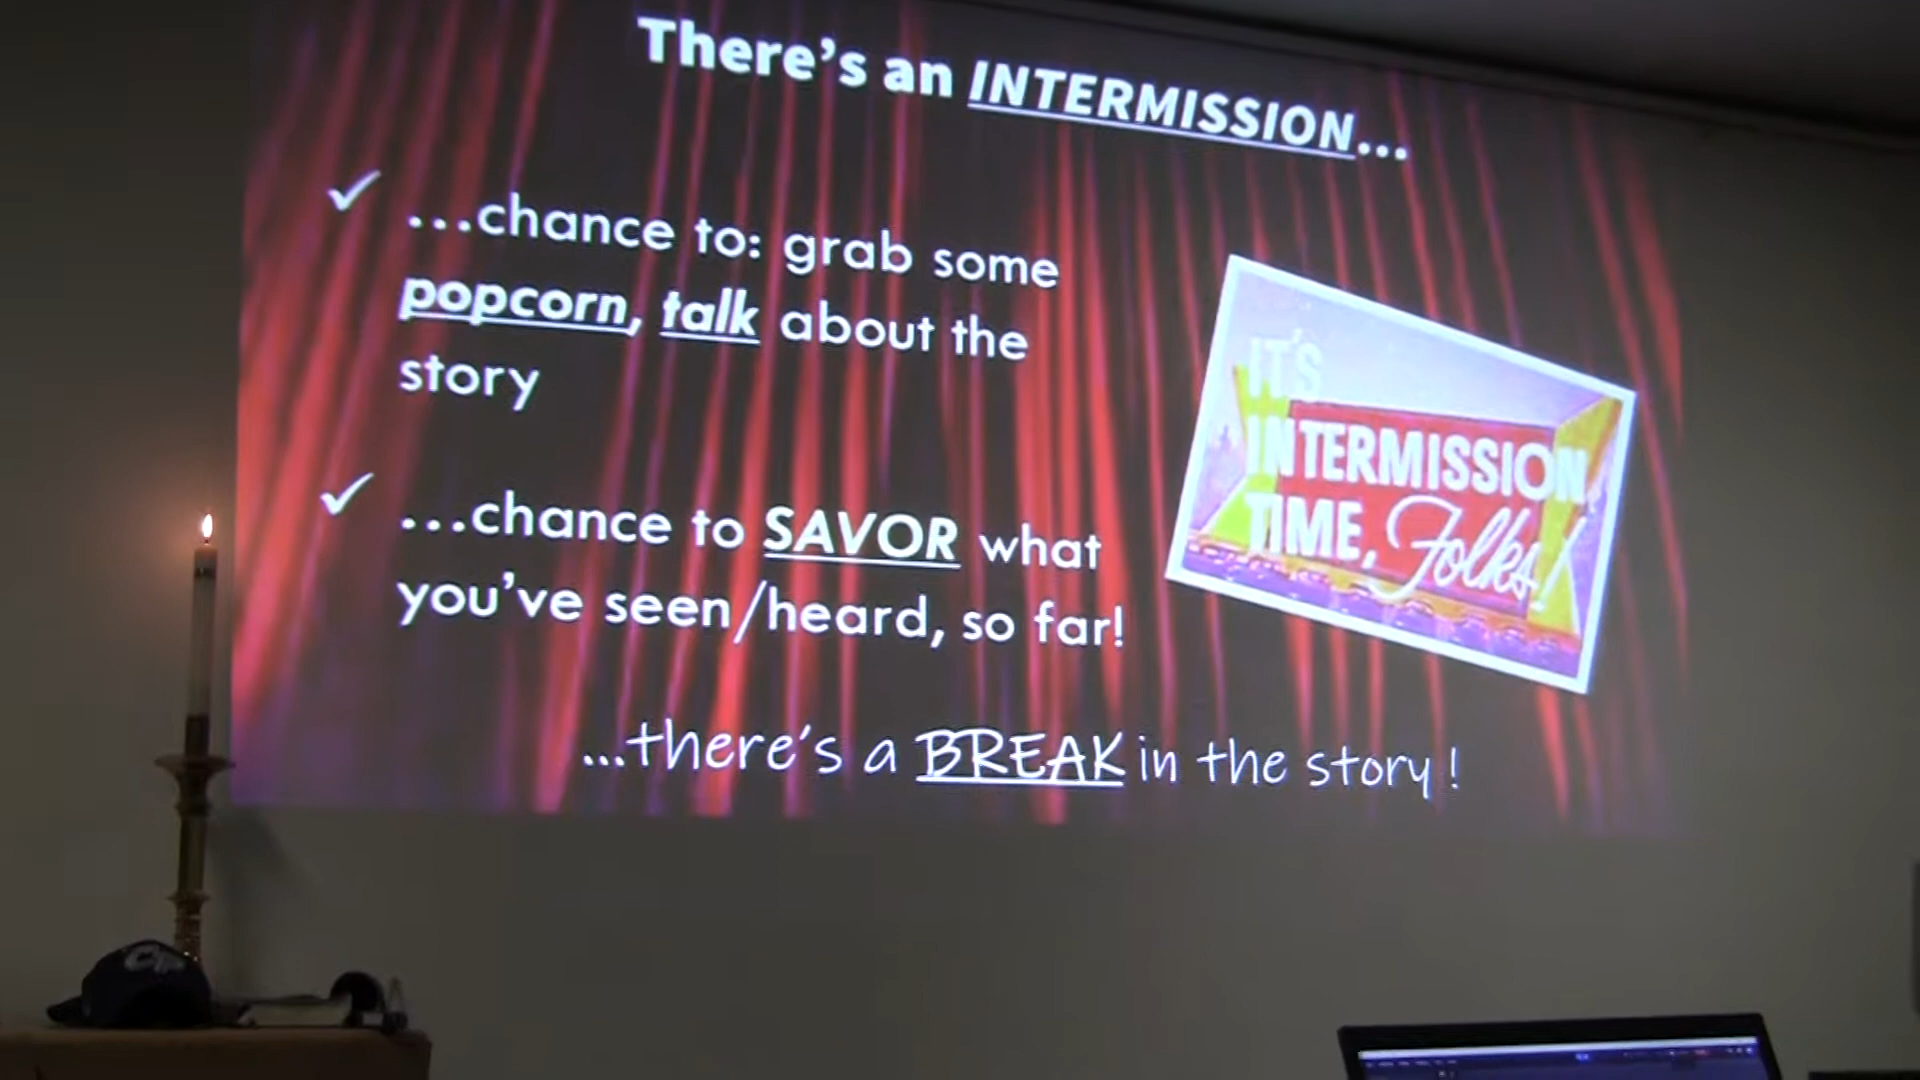 There's an INTERMISSION...
...chance to: grab some
popcorn, talk about the
story
...chance to SAVOR what
you've seen/heard, so far!
...there's a BREAK in the story!
IT'S
INTERMISSION
TIME, Folks!